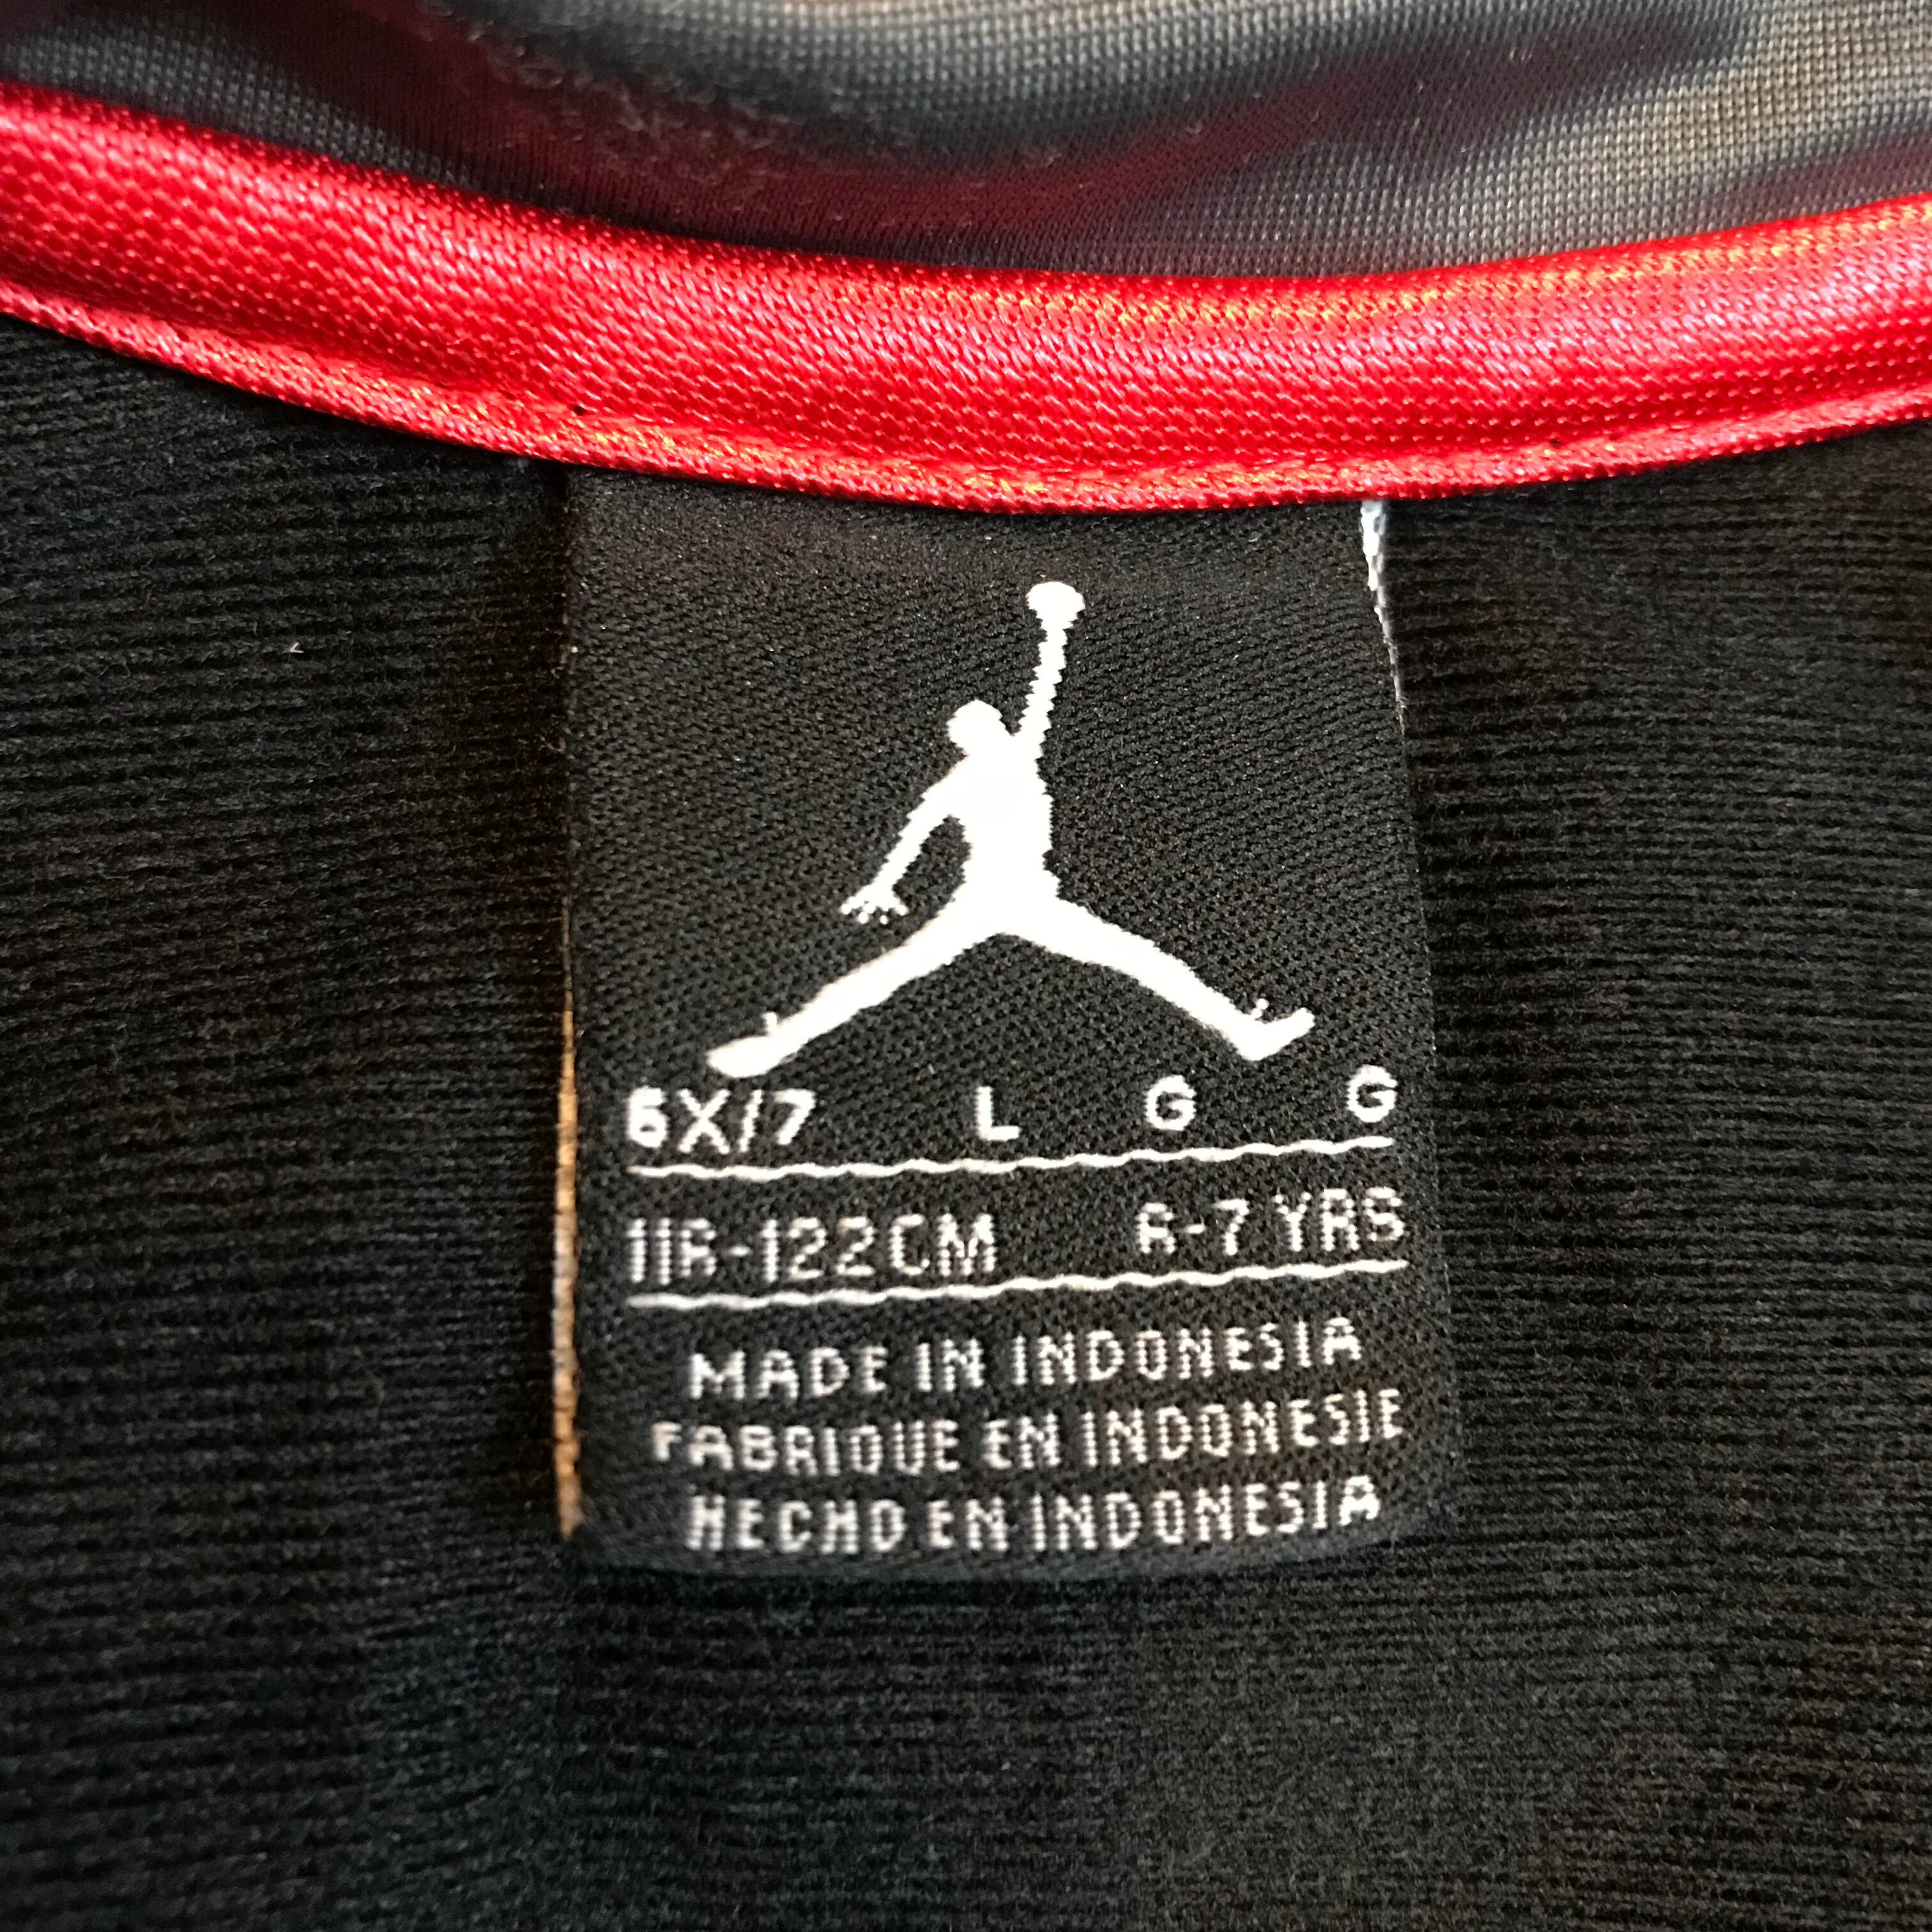 6X/7 L G G
116-122CM 6-7 YRS
MADE IN INDONESIA
FABRIQUE EN INDONESIE
HECHO EN INDONESIA